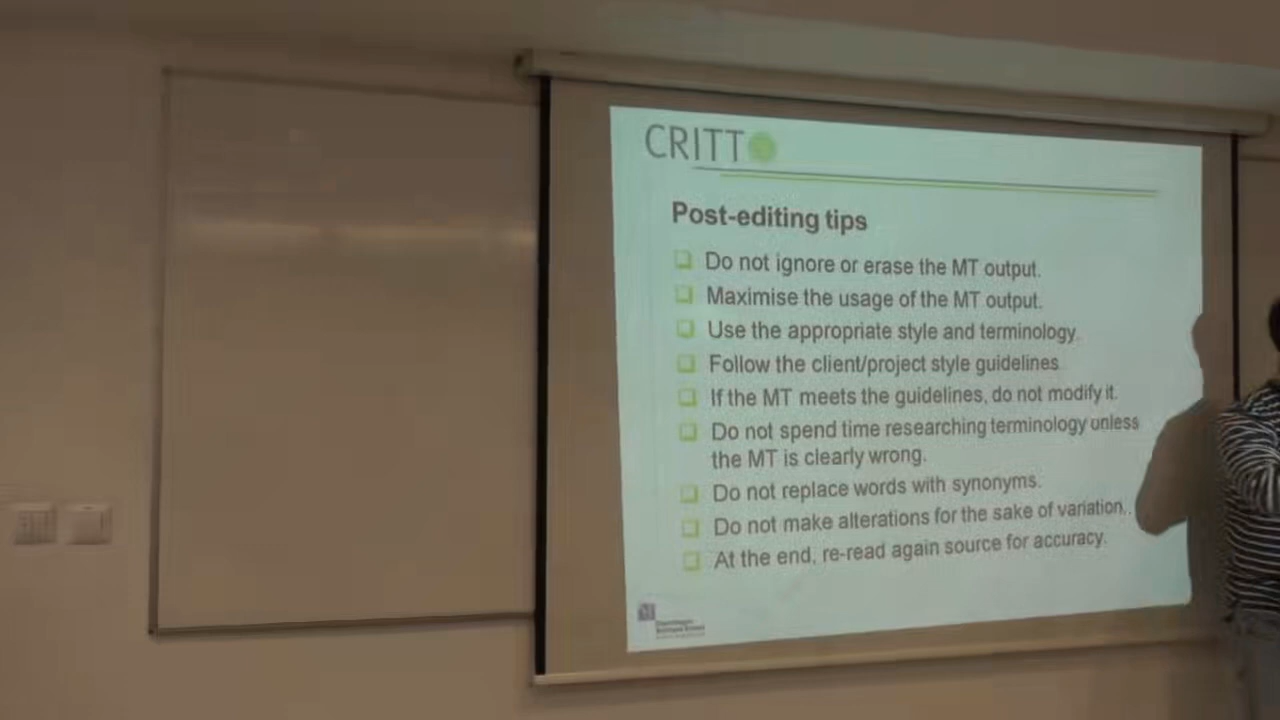 CRITT
Post-editing tips
Do not ignore or erase the MT output.
Maximise the usage of the MT output.
Use the appropriate style and terminology.
Follow the client/project style guidelines.
If the MT meets the guidelines, do not modify it.
Do not spend time researching terminology unless
the MT is clearly wrong.
Do not replace words with synonyms.
Do not make alterations for the sake of variation..
At the end, re-read again source for accuracy.
Copenhagen
Business School